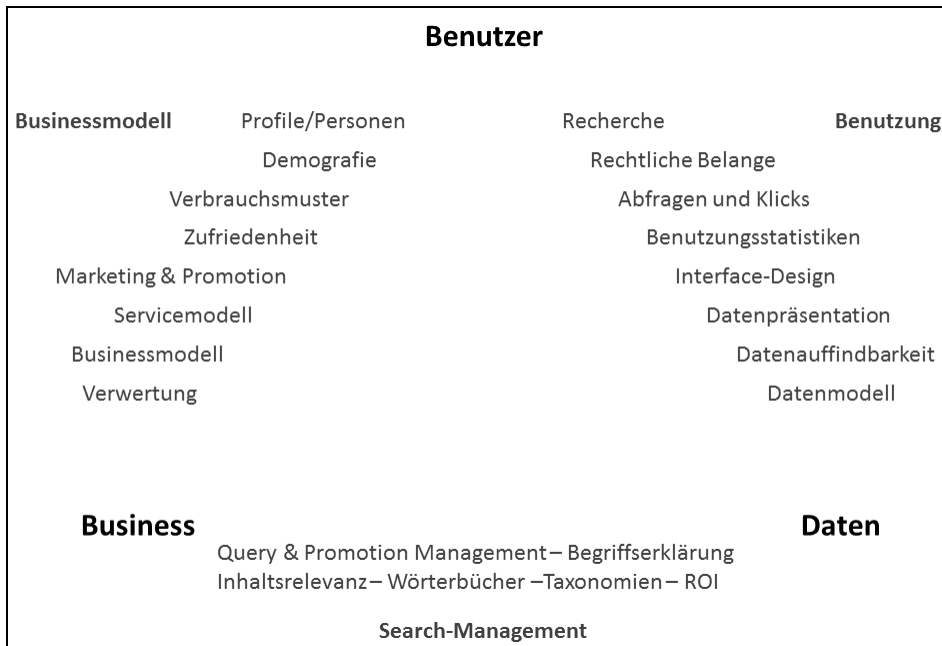 Benutzer
Businessmodell Profile/Personen Recherche Benutzung
Demografie Rechtliche Belange
Verbrauchsmuster Abfragen und Klicks
Zufriedenheit Benutzungsstatistiken
Marketing & Promotion Interface-Design
Servicemodell Datenpräsentation
Businessmodell Datenauffindbarkeit
Verwertung Datenmodell
Business Daten
Query & Promotion Management – Begriffserklärung
Inhaltsrelevanz – Wörterbücher –Taxonomien – ROI
Search-Management